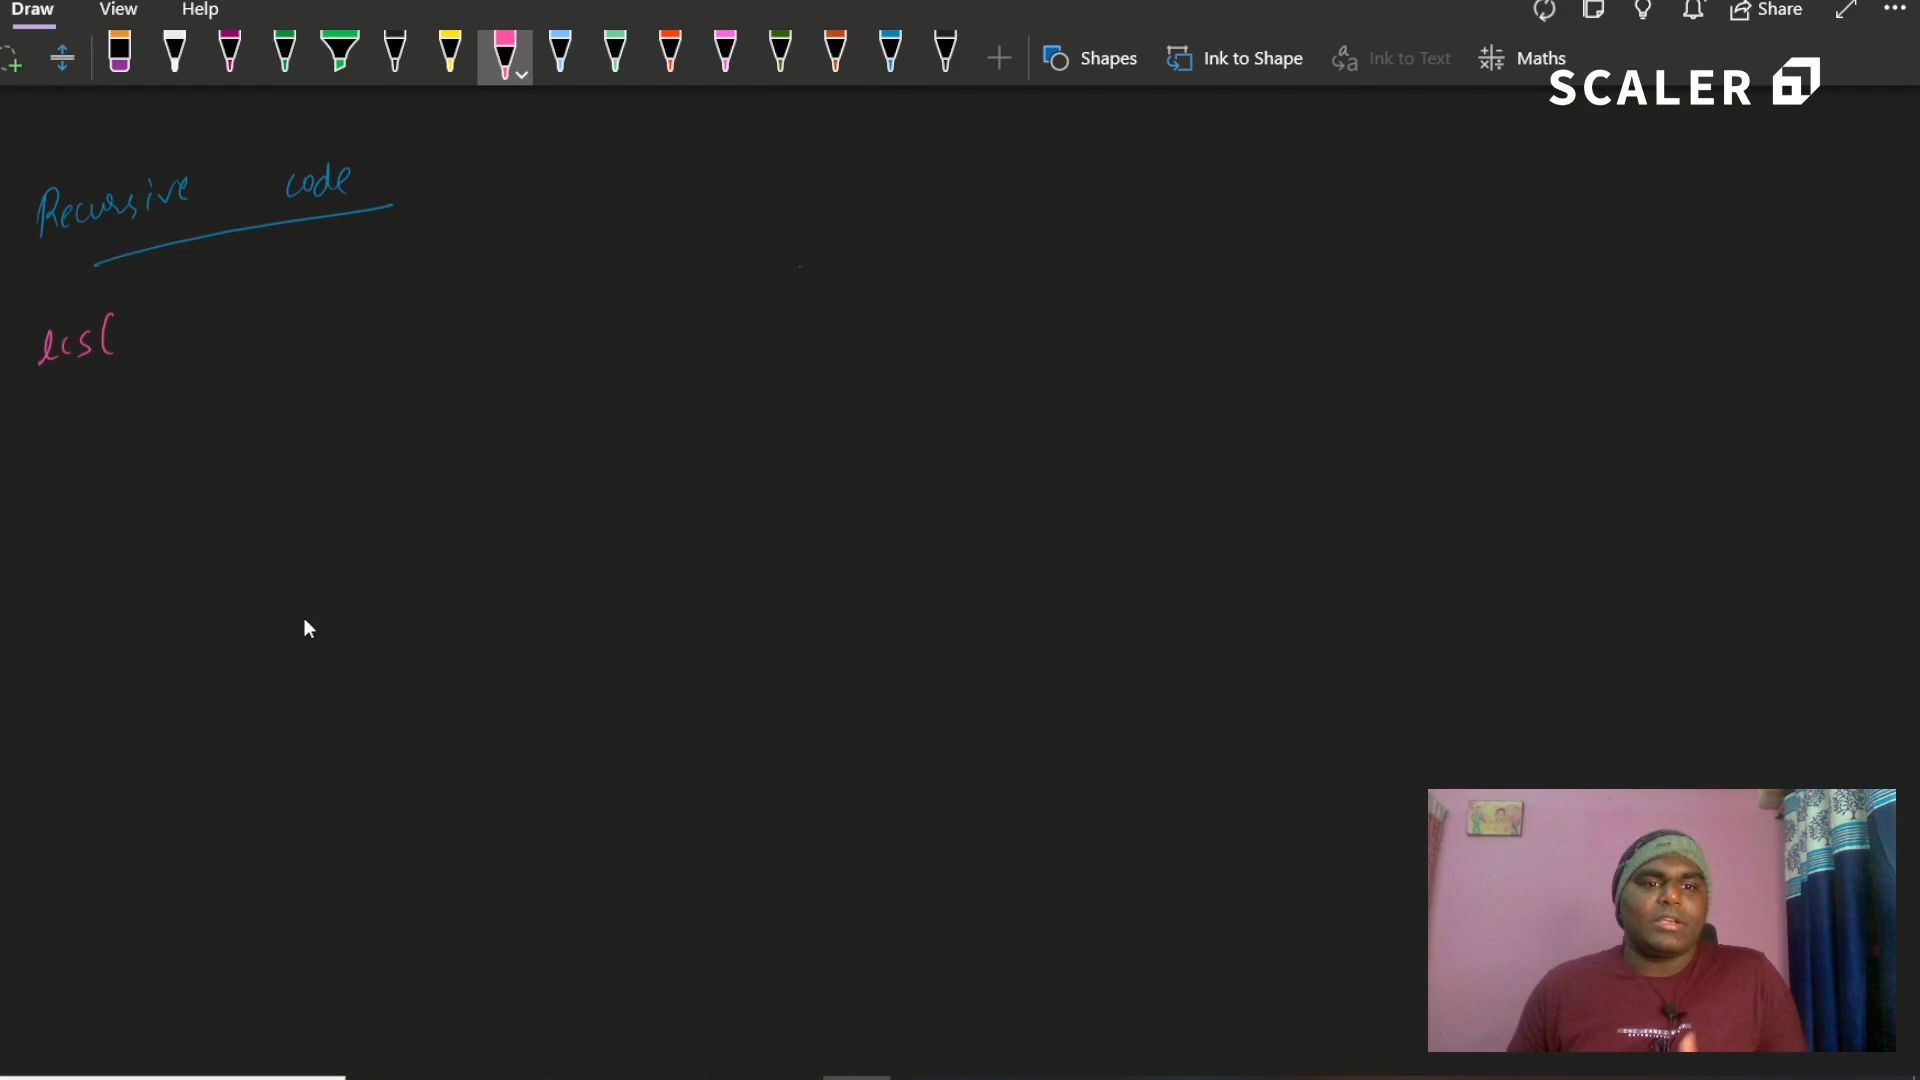 Draw View Help Share
Shapes Ink to Shape Ink to Text Maths
SCALER
Recursive code
lcs(